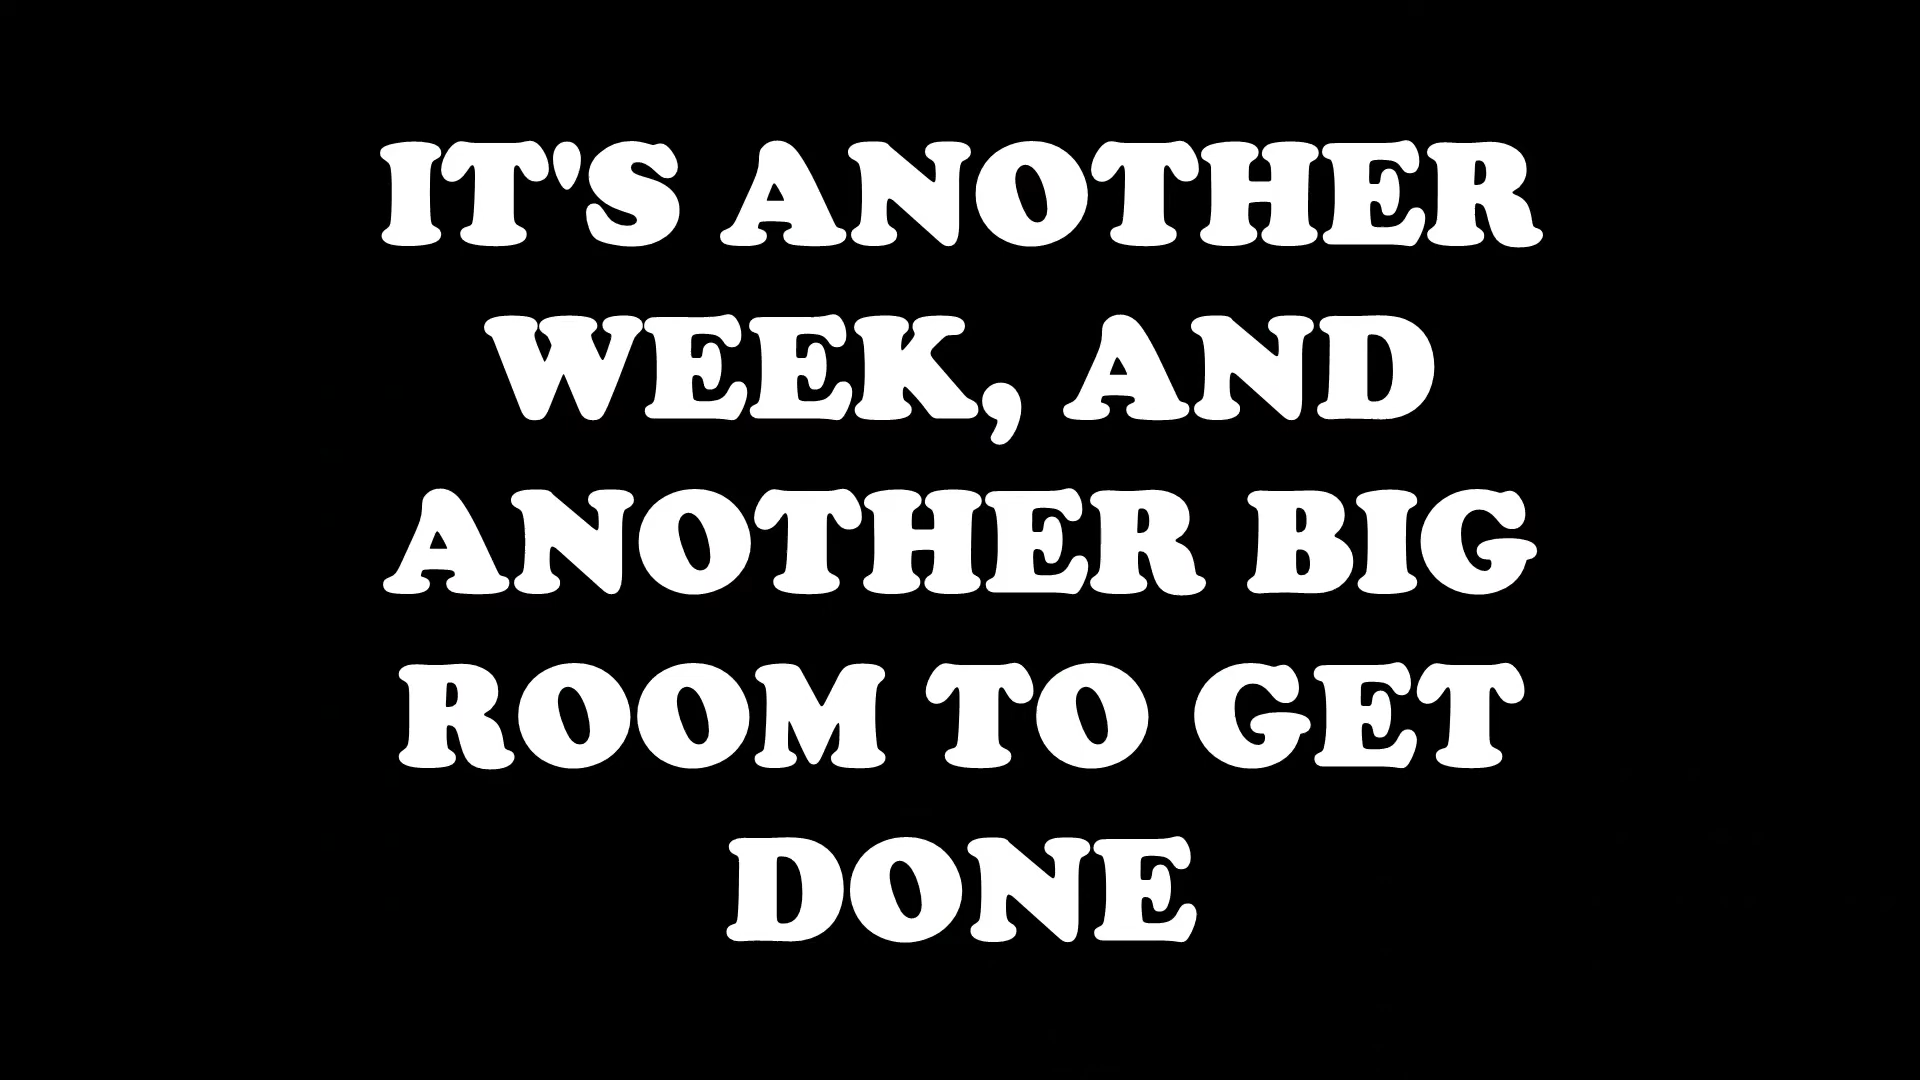 IT'S ANOTHER
WEEK, AND
ANOTHER BIG
ROOM TO GET
DONE